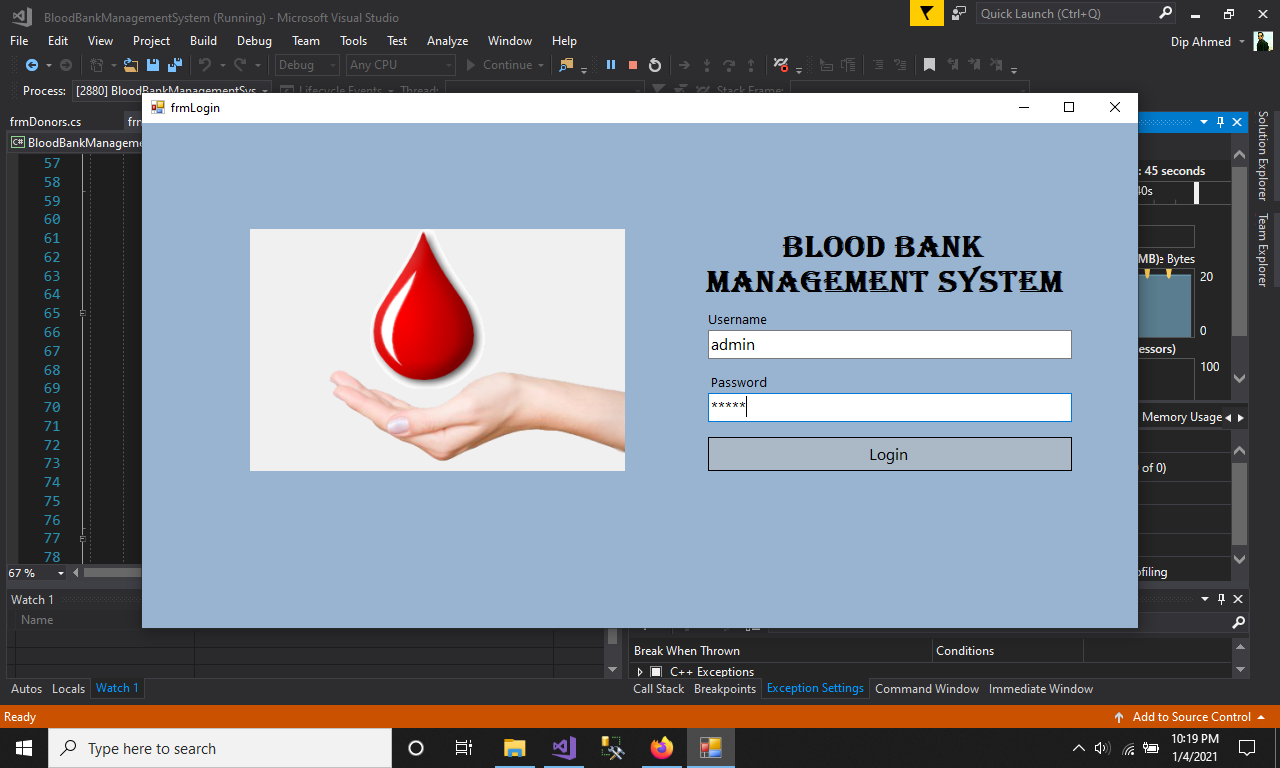 BloodBankManagementSystem (Running) - Microsoft Visual Studio
Quick Launch (Ctrl+Q)
File Edit View Project Build Debug Team Tools Test Analyze Window Help
Dip Ahmed
Debug Any CPU Continue
Process: [2880] BloodBankManagementSys Lifecycle Events Thread: Stack Frame:
frmDonors.cs
frmLogin
BloodBankManageme
57
58
59
60
61
62
63
64
65
66
67
68
69
70
71
72
73
74
75
76
77
78
67 %
BLOOD BANK
MANAGEMENT SYSTEM
Username
admin
Password
*****
Login
: 45 seconds
40s
(MB) Bytes
20
0
essors)
100
Memory Usage
of 0)
ofiling
Solution Explorer
Team Explorer
Watch 1
Name
Break When Thrown Conditions
C++ Exceptions
Autos Locals Watch 1
Call Stack Breakpoints Exception Settings Command Window Immediate Window
Ready
Add to Source Control
Type here to search
10:19 PM
1/4/2021